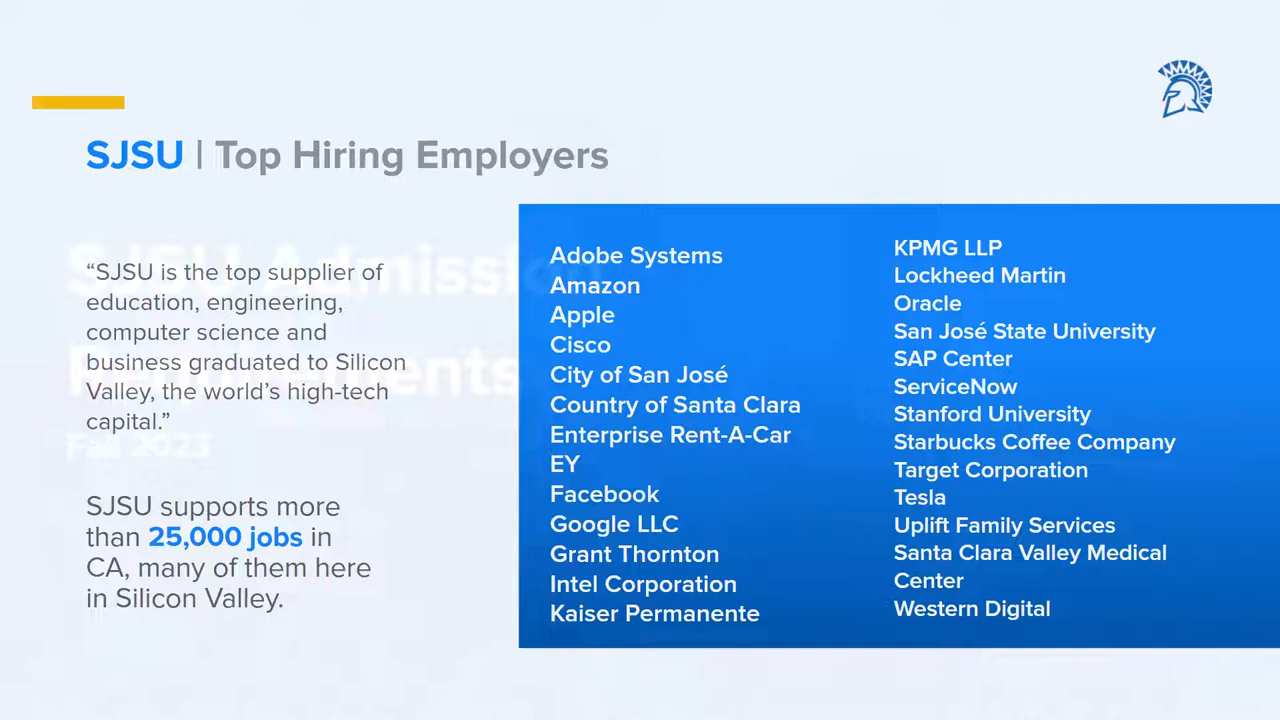 SJSU | Top Hiring Employers
“SJSU is the top supplier of
education, engineering,
computer science and
business graduated to Silicon
Valley, the world’s high-tech
capital.”
SJSU supports more
than 25,000 jobs in
CA, many of them here
in Silicon Valley.
Adobe Systems
Amazon
Apple
Cisco
City of San José
Country of Santa Clara
Enterprise Rent-A-Car
EY
Facebook
Google LLC
Grant Thornton
Intel Corporation
Kaiser Permanente
KPMG LLP
Lockheed Martin
Oracle
San José State University
SAP Center
ServiceNow
Stanford University
Starbucks Coffee Company
Target Corporation
Tesla
Uplift Family Services
Santa Clara Valley Medical
Center
Western Digital
SJSU Admission
Fall 2023